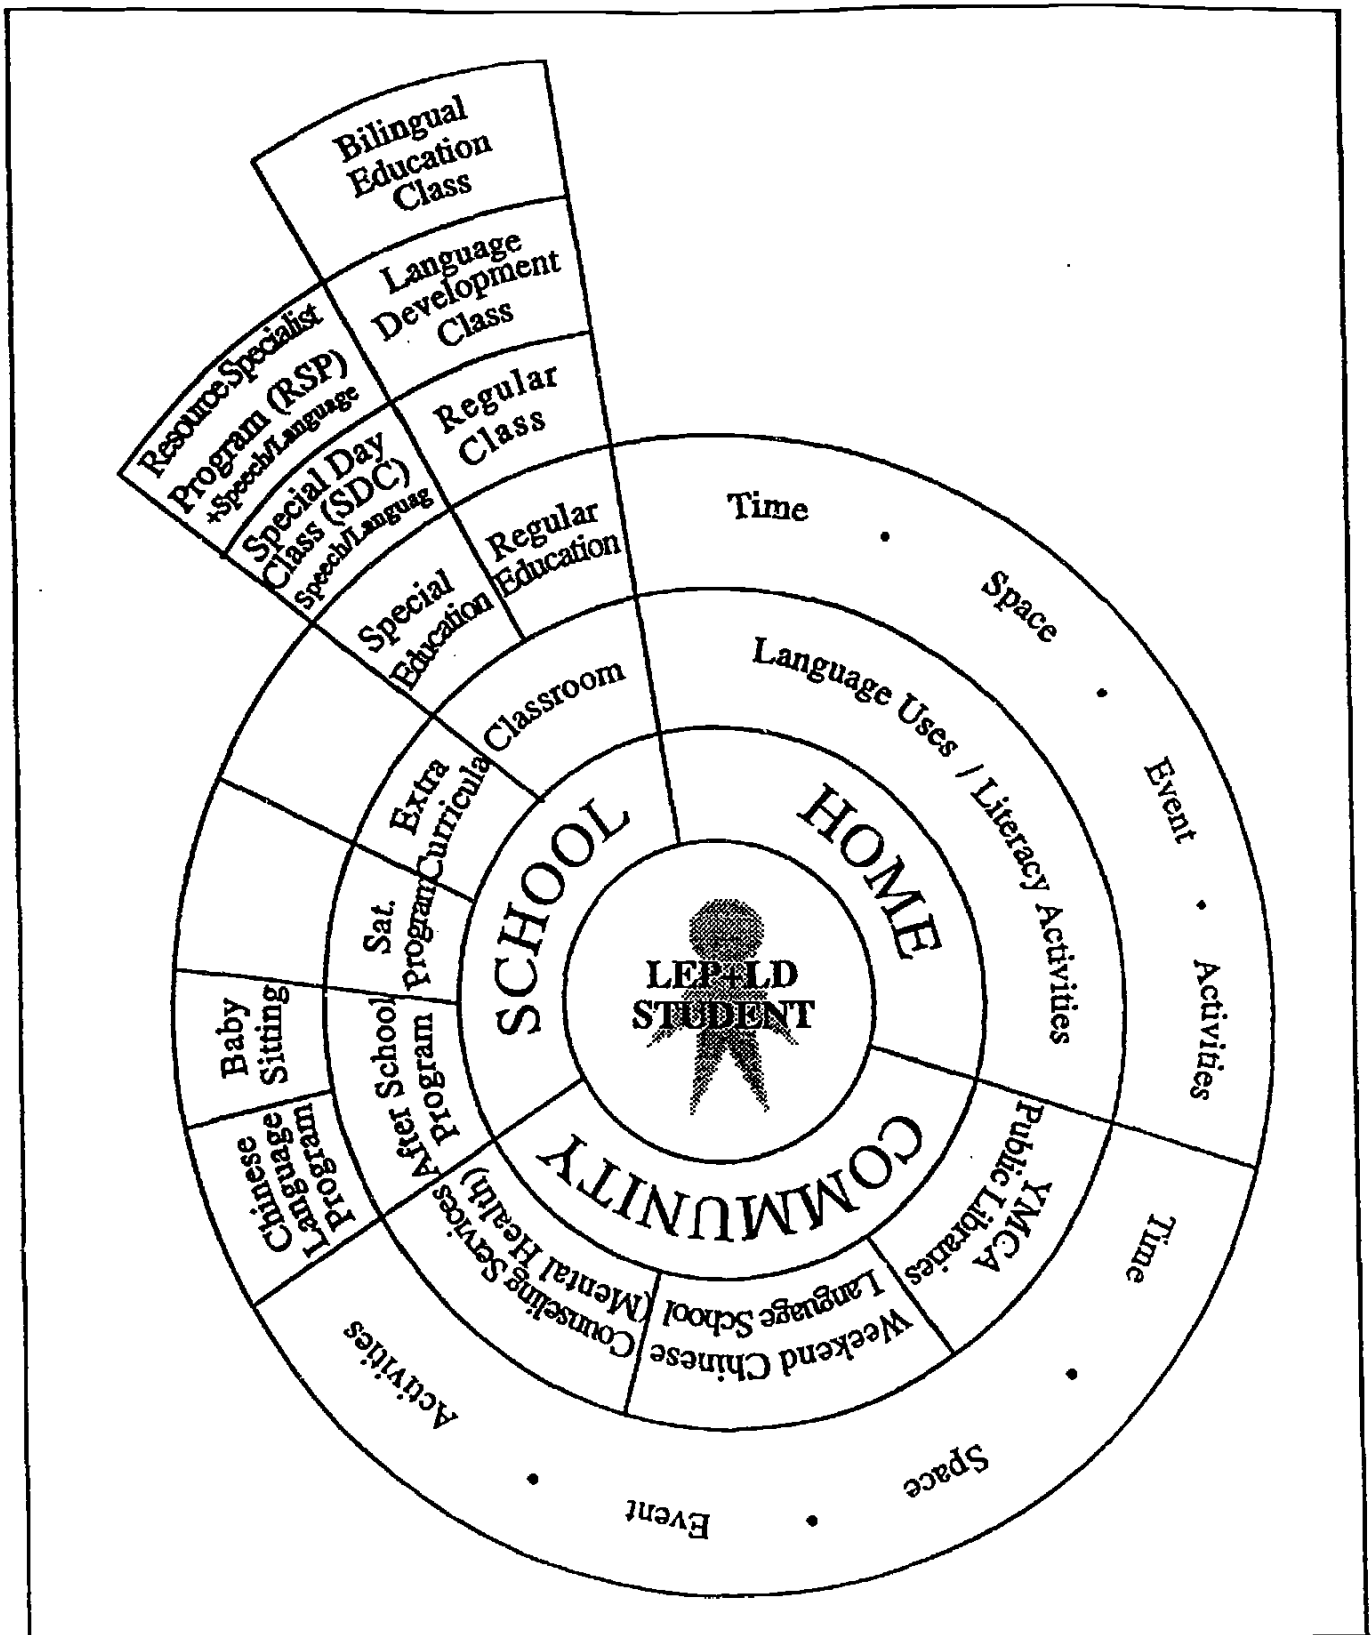 Bilingual
Education
Class
Language
Development
Class
Regular
Class
Regular
Education
Resource Specialist
Program (RSP)
+Speech/Language
Special Day
Class (SDC)
Speech/Languag
Special
Education
Classroom
Extra
Curricula
Sat.
Program
After School
Program
Baby
Sitting
Chinese
Language
Program
SCHOOL
HOME
Language Uses / Literacy Activities
Time • Space • Event • Activities
LEP+LD
STUDENT
COMMUNITY
YMCA
Public Libraries
Weekend Chinese
Language School
Counseling Services
(Mental Health)
Time • Space • Event • Activities